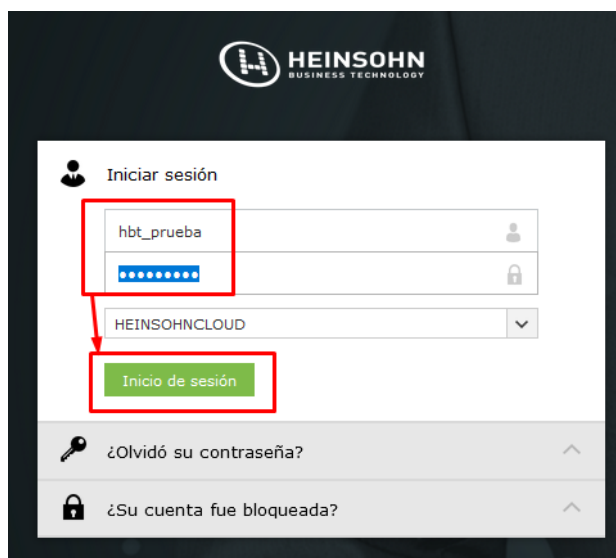 HEINSOHN
BUSINESS TECHNOLOGY
Iniciar sesión
hbt_prueba
•••••••••
HEINSOHNCLOUD
Inicio de sesión
¿Olvidó su contraseña?
¿Su cuenta fue bloqueada?